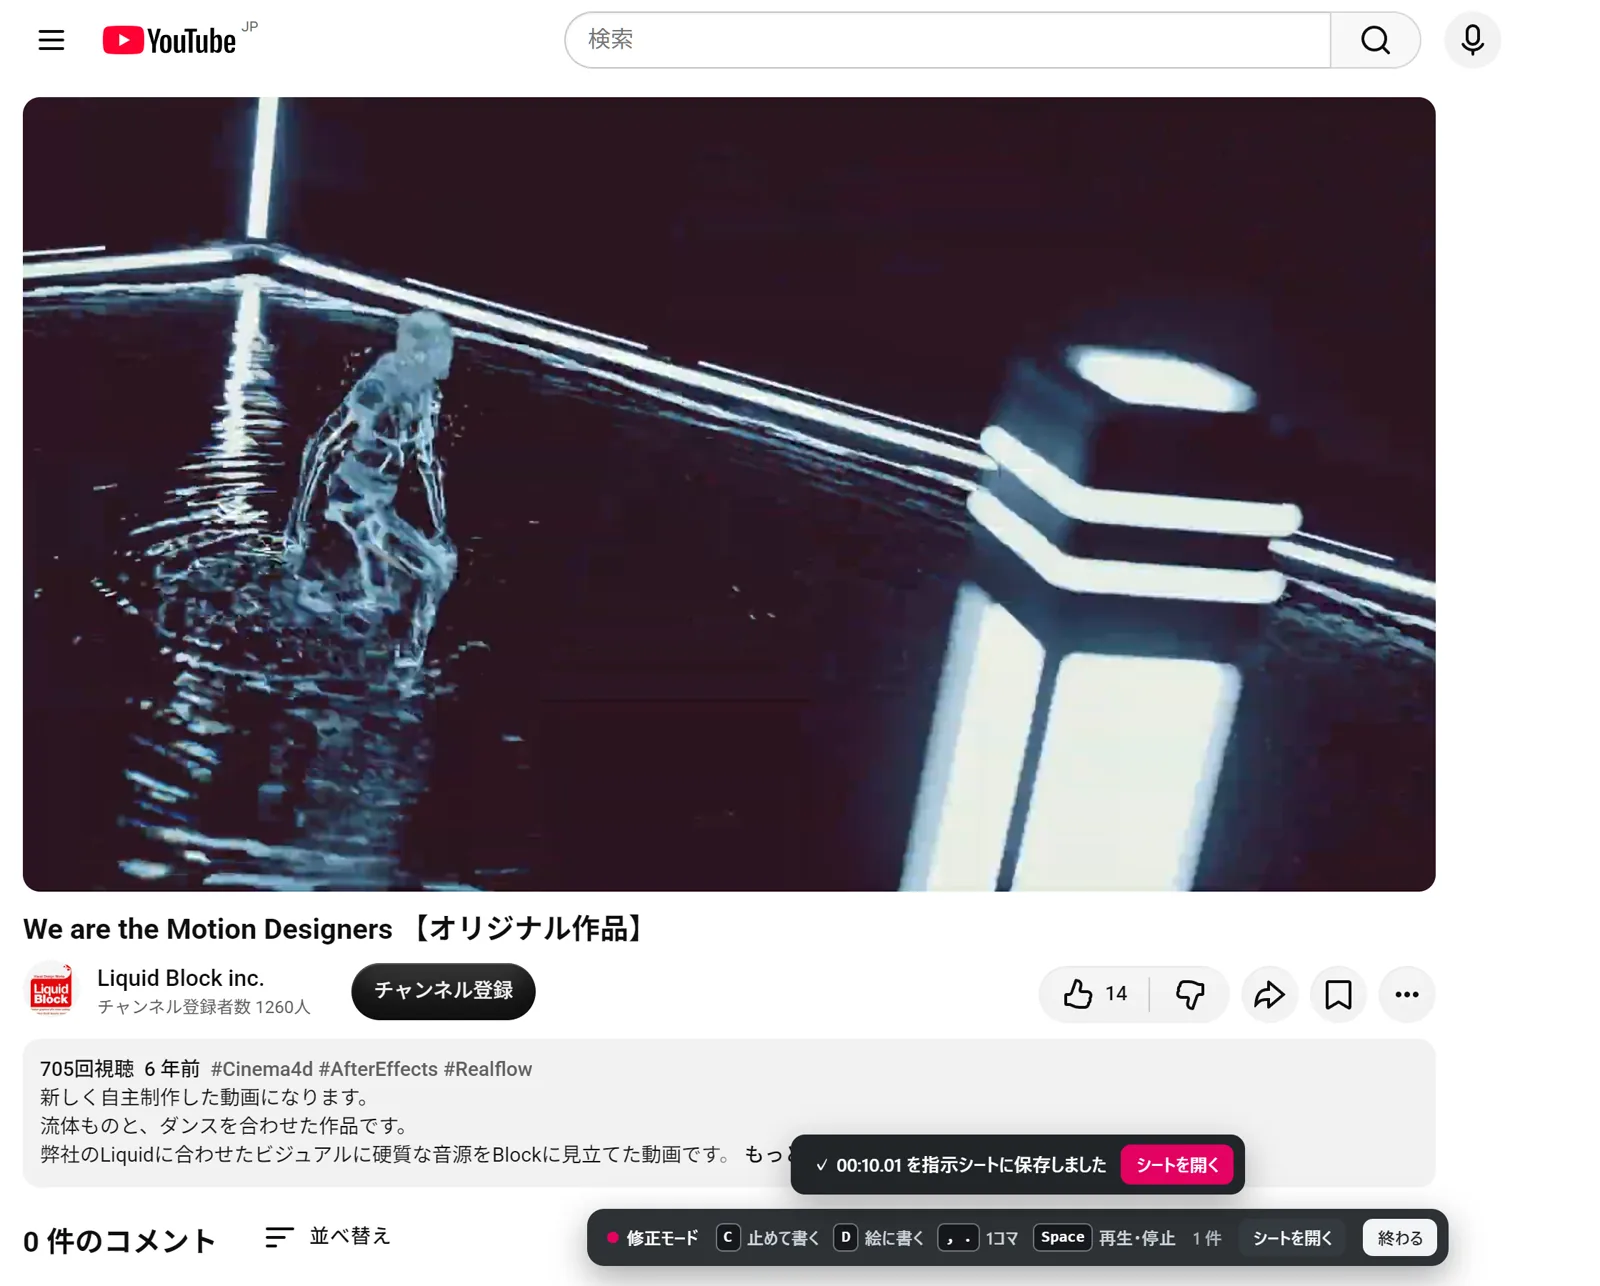 YouTube JP
検索
We are the Motion Designers 【オリジナル作品】
Liquid Block
Liquid Block inc.
チャンネル登録者数 1260人
チャンネル登録
14
705回視聴 6 年前 #Cinema4d #AfterEffects #Realflow
新しく自主制作した動画になります。
流体ものと、ダンスを合わせた作品です。
弊社のLiquidに合わせたビジュアルに硬質な音源をBlockに見立てた動画です。 もっと
✓ 00:10.01 を指示シートに保存しました シートを開く
0 件のコメント
並べ替え
修正モード C 止めて書く D 絵に書く , . 1コマ Space 再生・停止 1 件 シートを開く 終わる